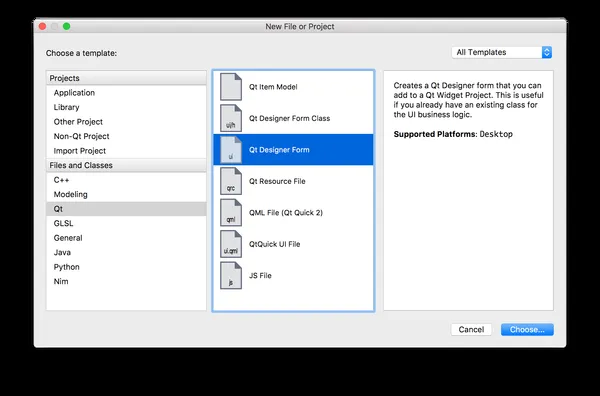 New File or Project
Choose a template:
All Templates
Projects
Application
Library
Other Project
Non-Qt Project
Import Project
Files and Classes
C++
Modeling
Qt
GLSL
General
Java
Python
Nim
Qt Item Model
ui/h
Qt Designer Form Class
ui
Qt Designer Form
qrc
Qt Resource File
qml
QML File (Qt Quick 2)
ui.qml
QtQuick UI File
js
JS File
Creates a Qt Designer form that you can
add to a Qt Widget Project. This is useful
if you already have an existing class for
the UI business logic.
Supported Platforms: Desktop
Cancel
Choose...